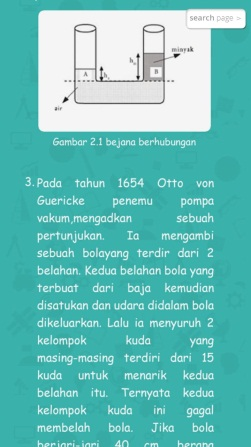 search page >
minyak
h₀
A
h₁
B
air
Gambar 2.1 bejana berhubungan
3. Pada tahun 1654 Otto von
Guericke penemu pompa
vakum,mengadkan sebuah
pertunjukan. Ia mengambi
sebuah bolayang terdir dari 2
belahan. Kedua belahan bola yang
terbuat dari baja kemudian
disatukan dan udara didalam bola
dikeluarkan. Lalu ia menyuruh 2
kelompok kuda yang
masing-masing terdiri dari 15
kuda untuk menarik kedua
belahan itu. Ternyata kedua
kelompok kuda ini gagal
membelah bola. Jika bola
berjari-jari 40 cm berapa